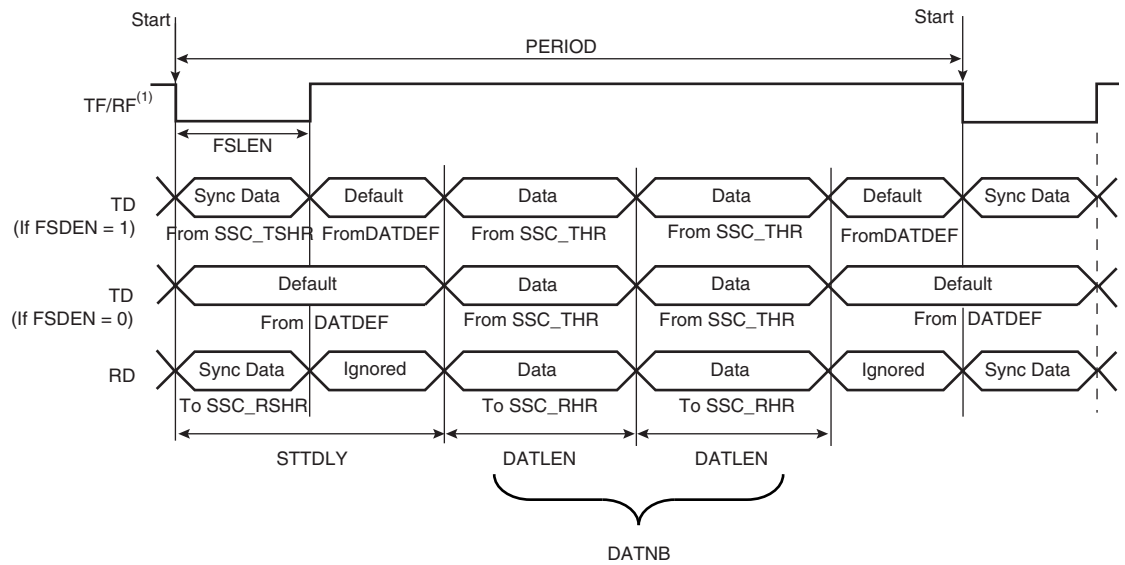 Start
Start
PERIOD
TF/RF(1)
FSLEN
TD
(If FSDEN = 1)
Sync Data
Default
Data
Data
Default
Sync Data
From SSC_TSHR
FromDATDEF
From SSC_THR
From SSC_THR
FromDATDEF
TD
(If FSDEN = 0)
Default
Data
Data
Default
From DATDEF
From SSC_THR
From SSC_THR
From DATDEF
RD
Sync Data
Ignored
Data
Data
Ignored
Sync Data
To SSC_RSHR
To SSC_RHR
To SSC_RHR
STTDLY
DATLEN
DATLEN
DATNB